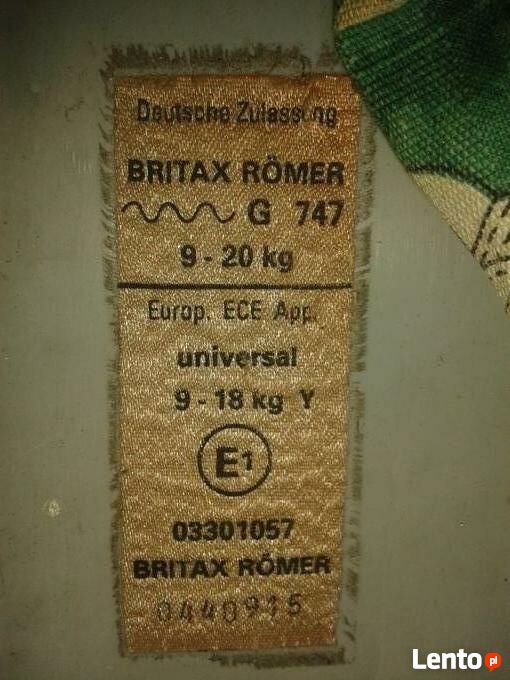 Deutsche Zulassung
BRITAX RÖMER
G 747
9 - 20 kg
Europ. ECE App.
universal
9 - 18 kg Y
E1
03301057
BRITAX RÖMER
0440915
Lento.pl